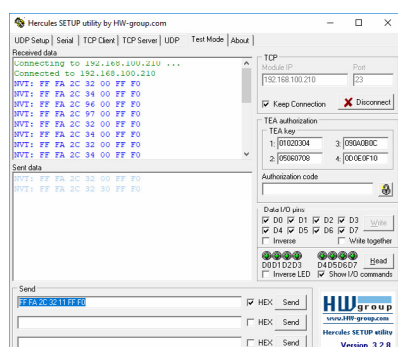 Hercules SETUP utility by HW-group.com
UDP Setup Serial TCP Client TCP Server UDP Test Mode About
Received data
Connecting to 192.168.100.210 ...
Connected to 192.168.100.210
NVT: FF FA 2C 32 00 FF F0
NVT: FF FA 2C 34 00 FF F0
NVT: FF FA 2C 96 00 FF F0
NVT: FF FA 2C 97 00 FF F0
NVT: FF FA 2C 32 00 FF F0
NVT: FF FA 2C 34 00 FF F0
NVT: FF FA 2C 32 00 FF F0
NVT: FF FA 2C 34 00 FF F0
Sent data
NVT: FF FA 2C 32 00 FF F0
NVT: FF FA 2C 32 30 FF F0
TCP
Module IP Port
192.168.100.210 23
Keep Connection Disconnect
TEA authorization
TEA key
1: 01020304 3: 090A0B0C
2: 05060708 4: 0D0E0F10
Authorization code
Data I/O pins
D0 D1 D2 D3 Write
D4 D5 D6 D7
Inverse Write together
D0D1D2D3 D4D5D6D7 Read
Inverse LED Show I/O commands
Send
FF FA 2C 32 11 FF F0 HEX Send
HEX Send
HEX Send
HW group
www.HW-group.com
Hercules SETUP utility
Version 3.2.8